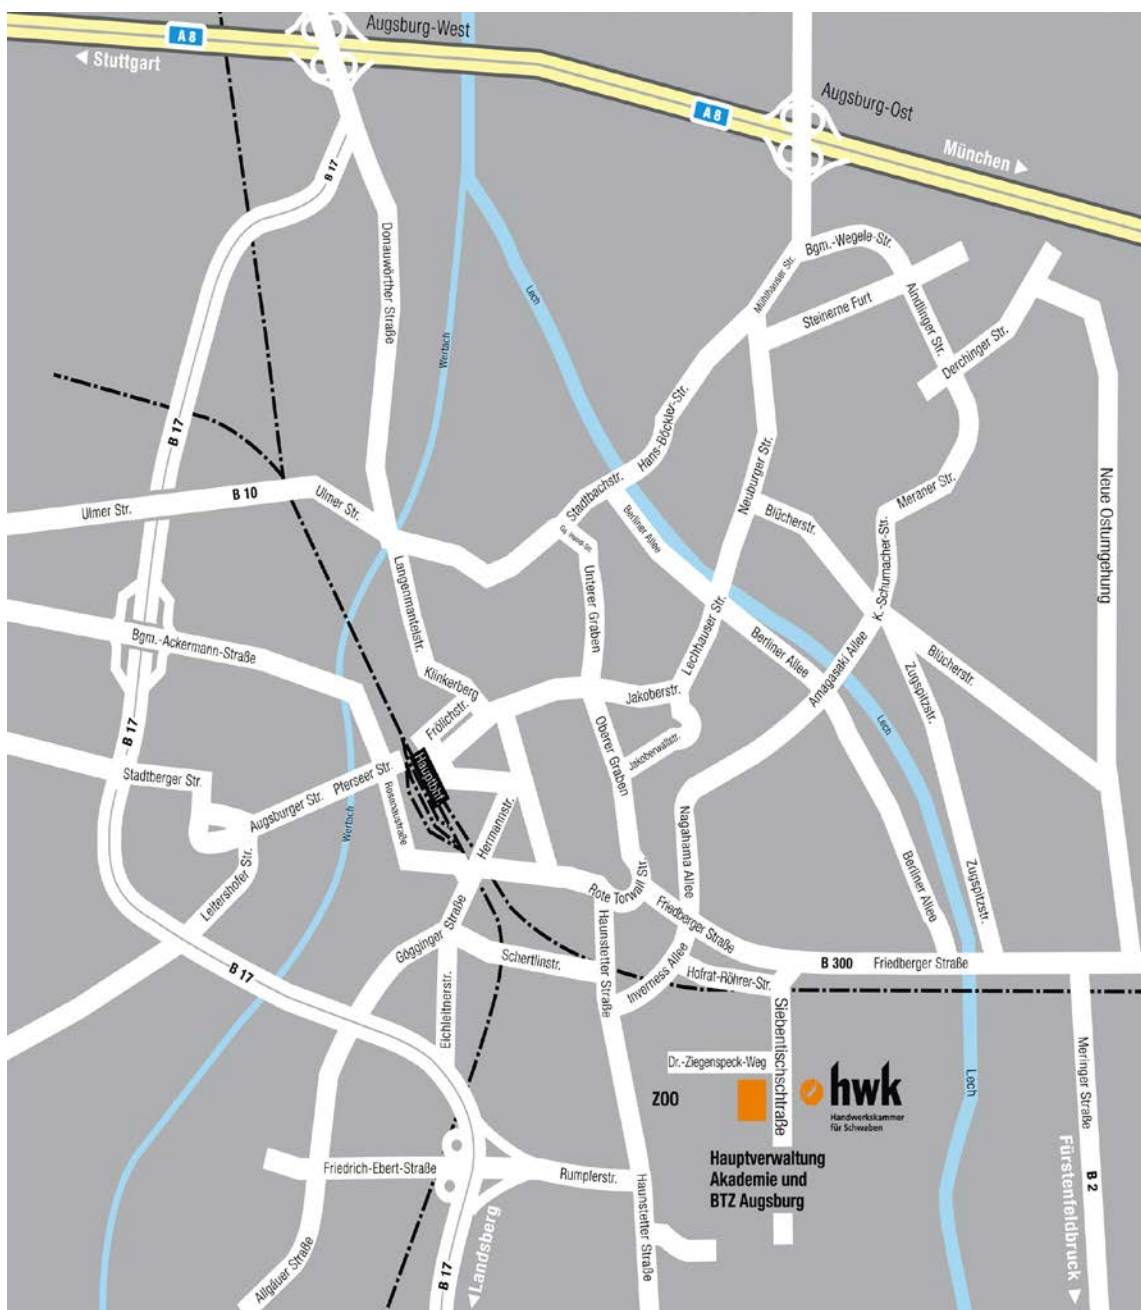 Augsburg-West
A 8
Stuttgart
Augsburg-Ost
A 8
München
B 17
Bgm.-Wegele-Str.
Donauwörther Straße
Mühlhauser Str.
Lech
Steinerne Furt
Aindlinger Str.
Wertach
Derchinger Str.
B 17
Hans-Böckler-Str.
Neuburger Str.
Meraner Str.
Neue Ostumgehung
B 10
Ulmer Str.
Ulmer Str.
Stadtbachstr.
Berliner Allee
Blücherstr.
K.-Schumacher-Str.
Langenmantelstr.
Unterer Graben
Lechhauser Str.
Bgm.-Ackermann-Straße
Berliner Allee
Amagasaki Allee
Blücherstr.
Zugspitzstr.
Klinkerberg
Jakoberstr.
Frölichstr.
B 17
Oberer Graben
Jakoberwallstr.
Lech
Stadtberger Str.
Hauptbhf
Pferseer Str.
Augsburger Str.
Rosenaustraße
Wertach
Hermannstr.
Nagahama Allee
Leitershofer Str.
Rote Torwall Str.
Berliner Allee
Zugspitzstr.
Gögginger Straße
Haunstetter Straße
Friedberger Straße
Schertlinstr.
B 300
Friedberger Straße
B 17
Inverness Allee
Hofrat-Röhrer-Str.
Eichleitnerstr.
Siebentischschtraße
Dr.-Ziegenspeck-Weg
Meringer Straße
Lech
ZOO
hwk
Handwerkskammer
für Schwaben
Hauptverwaltung
Akademie und
BTZ Augsburg
Friedrich-Ebert-Straße
Rumplerstr.
Haunstetter Straße
B 2
Fürstenfeldbruck
Allgäuer Straße
B 17
Landsberg